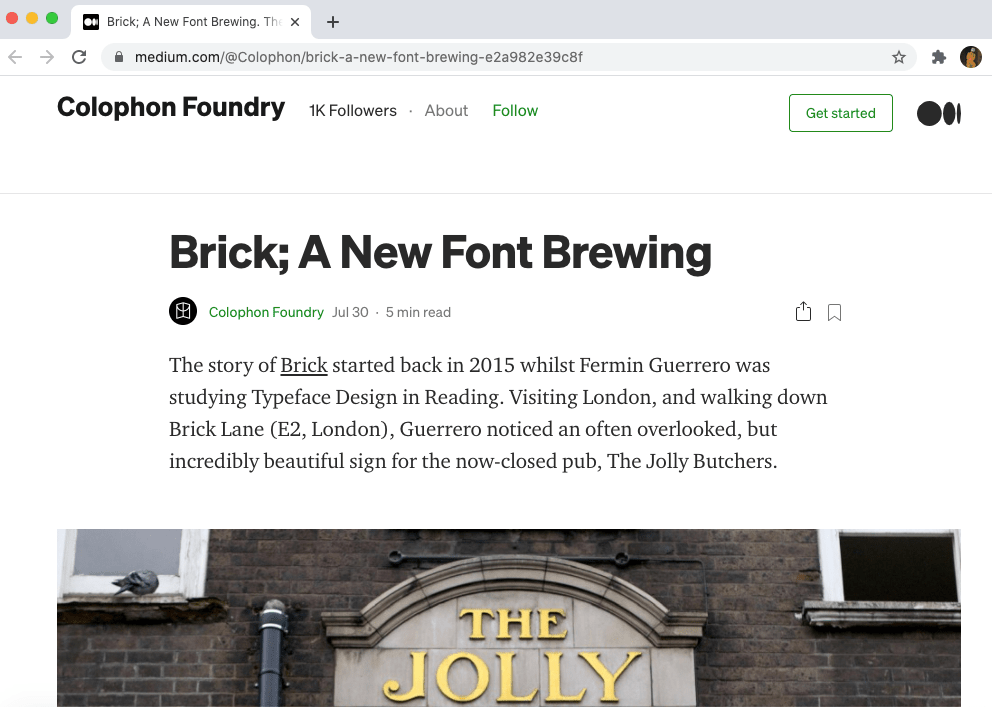 Brick; A New Font Brewing. The
medium.com/@Colophon/brick-a-new-font-brewing-e2a982e39c8f
Colophon Foundry 1K Followers · About Follow Get started
Brick; A New Font Brewing
Colophon Foundry Jul 30 · 5 min read
The story of Brick started back in 2015 whilst Fermin Guerrero was
studying Typeface Design in Reading. Visiting London, and walking down
Brick Lane (E2, London), Guerrero noticed an often overlooked, but
incredibly beautiful sign for the now-closed pub, The Jolly Butchers.
THE
JOLLY